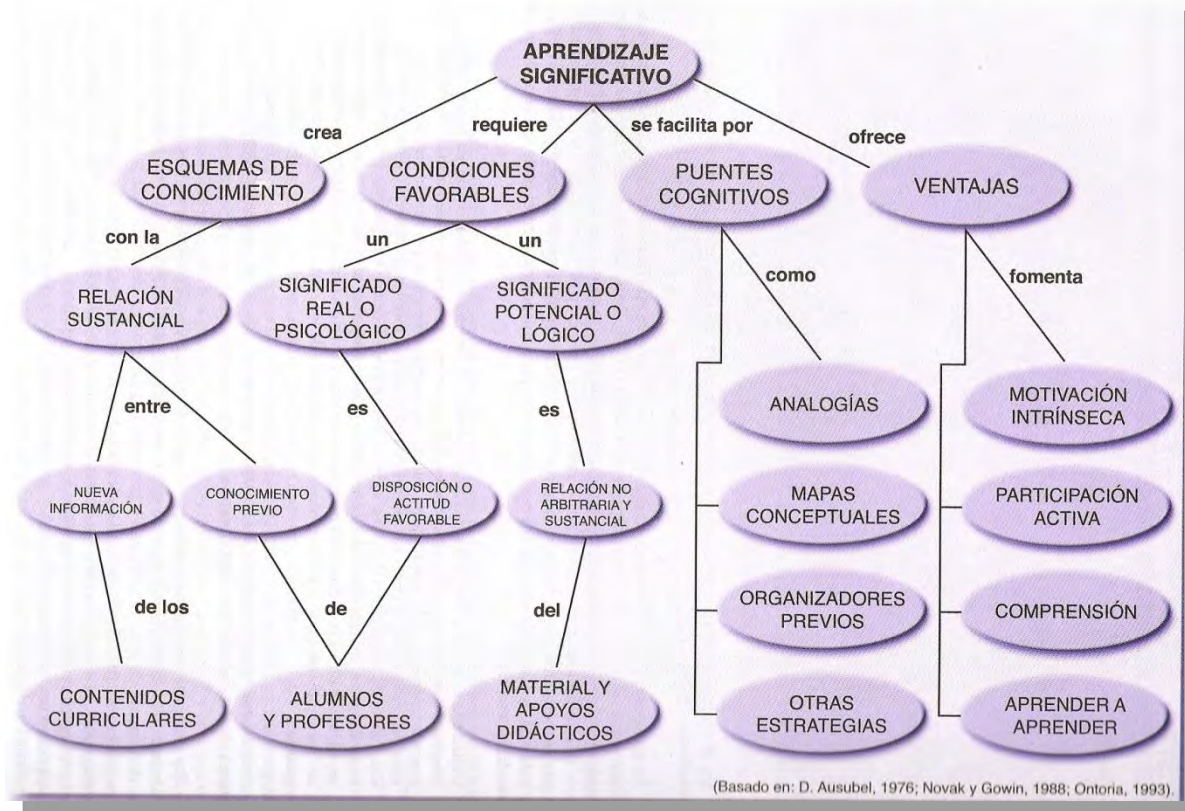 APRENDIZAJE
SIGNIFICATIVO
crea
requiere
se facilita por
ofrece
ESQUEMAS DE
CONOCIMIENTO
CONDICIONES
FAVORABLES
PUENTES
COGNITIVOS
VENTAJAS
con la
un
un
como
fomenta
RELACIÓN
SUSTANCIAL
SIGNIFICADO
REAL O
PSICOLÓGICO
SIGNIFICADO
POTENCIAL O
LÓGICO
entre
es
es
ANALOGÍAS
MOTIVACIÓN
INTRÍNSECA
NUEVA
INFORMACIÓN
CONOCIMIENTO
PREVIO
DISPOSICIÓN O
ACTITUD
FAVORABLE
RELACIÓN NO
ARBITRARIA Y
SUSTANCIAL
MAPAS
CONCEPTUALES
PARTICIPACIÓN
ACTIVA
de los
de
del
ORGANIZADORES
PREVIOS
COMPRENSIÓN
CONTENIDOS
CURRICULARES
ALUMNOS
Y PROFESORES
MATERIAL Y
APOYOS
DIDÁCTICOS
OTRAS
ESTRATEGIAS
APRENDER A
APRENDER
(Basado en: D. Ausubel, 1976; Novak y Gowin, 1988; Ontoria, 1993).